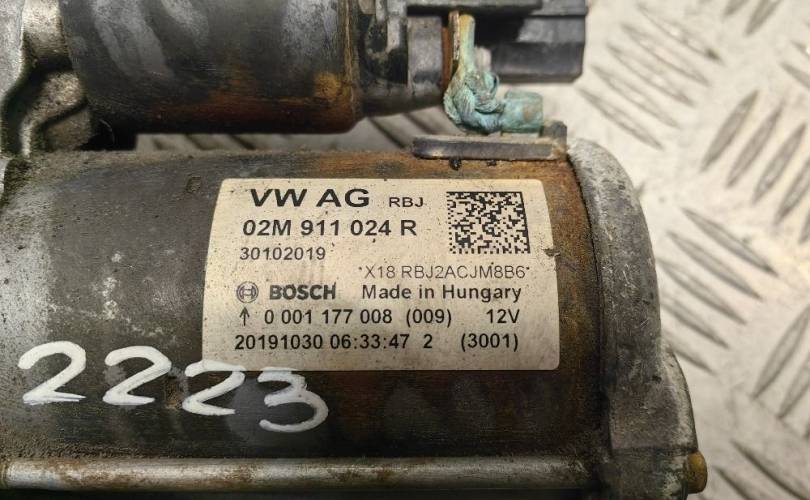 VW AG RBJ
02M 911 024 R
30102019
*X18 RBJ2ACJM8B6*
BOSCH Made in Hungary
↑ 0 001 177 008 (009) 12V
20191030 06:33:47 2 (3001)
2223